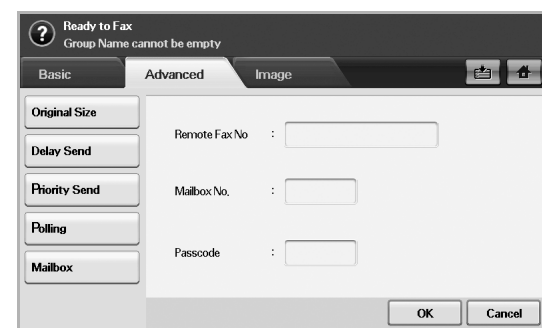 ?
Ready to Fax
Group Name cannot be empty
Basic
Advanced
Image
Original Size
Delay Send
Priority Send
Polling
Mailbox
Remote Fax No :
Mailbox No. :
Passcode :
OK
Cancel